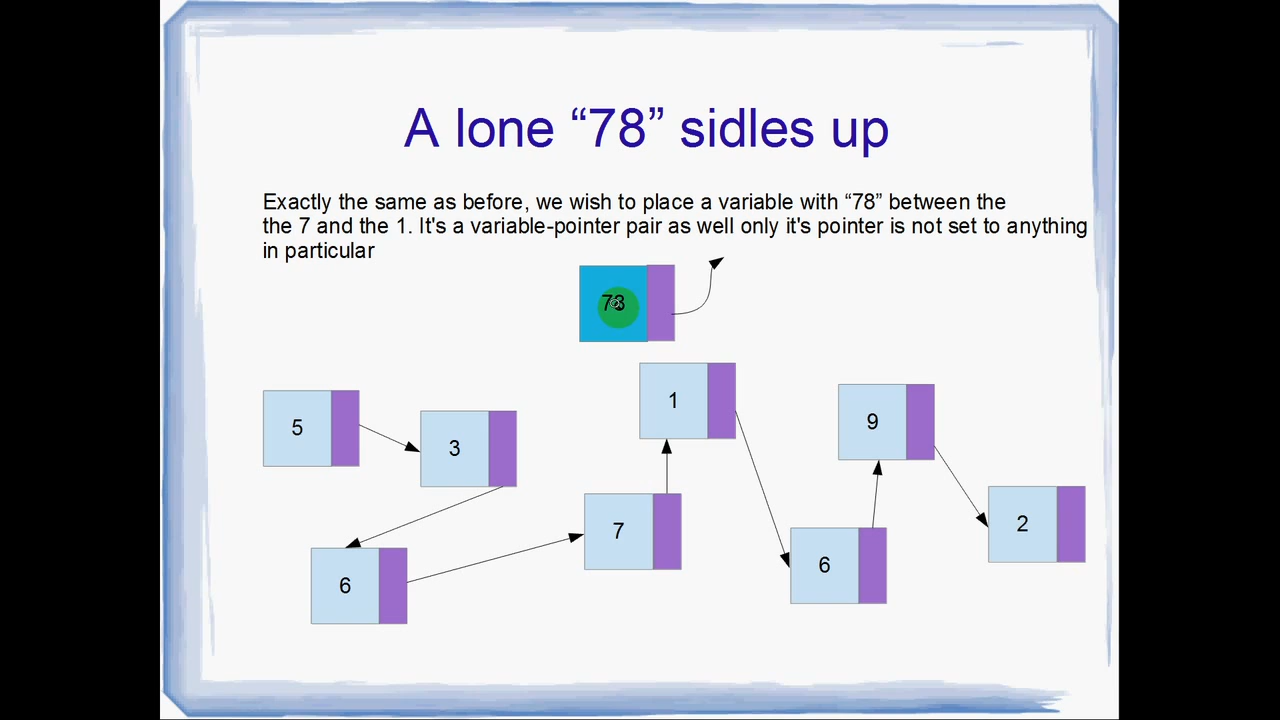 A lone “78” sidles up
Exactly the same as before, we wish to place a variable with “78” between the
the 7 and the 1. It's a variable-pointer pair as well only it's pointer is not set to anything
in particular
78
1
9
5
3
2
7
6
6